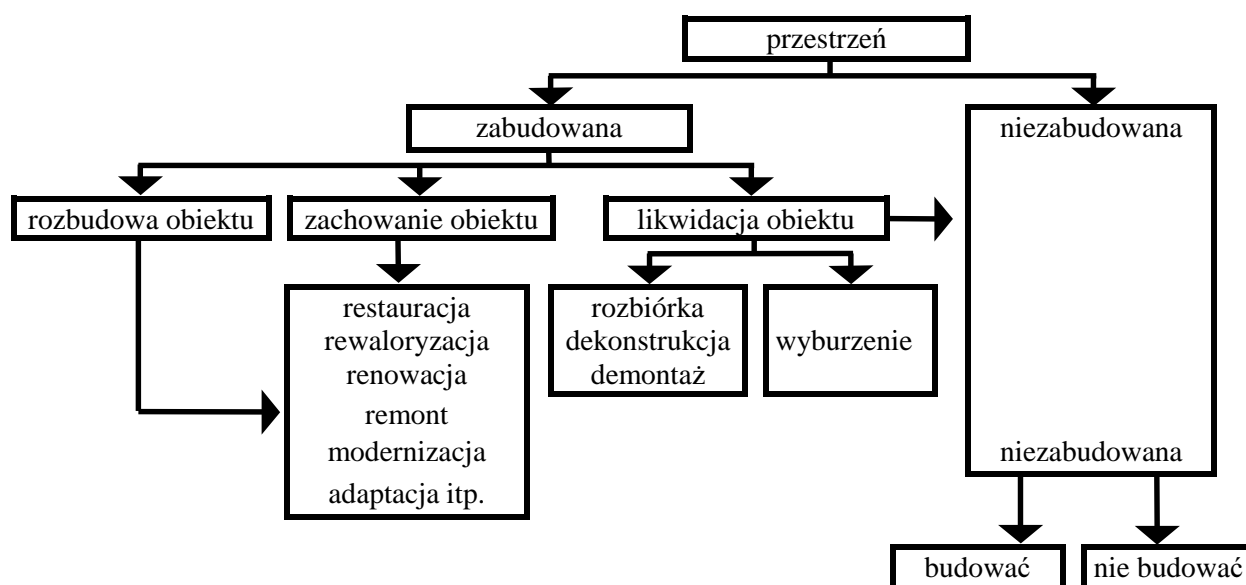 przestrzeń
zabudowana
niezabudowana
rozbudowa obiektu
zachowanie obiektu
likwidacja obiektu
restauracja
rewaloryzacja
renowacja
remont
modernizacja
adaptacja itp.
rozbiórka
dekonstrukcja
demontaż
wyburzenie
niezabudowana
budować
nie budować